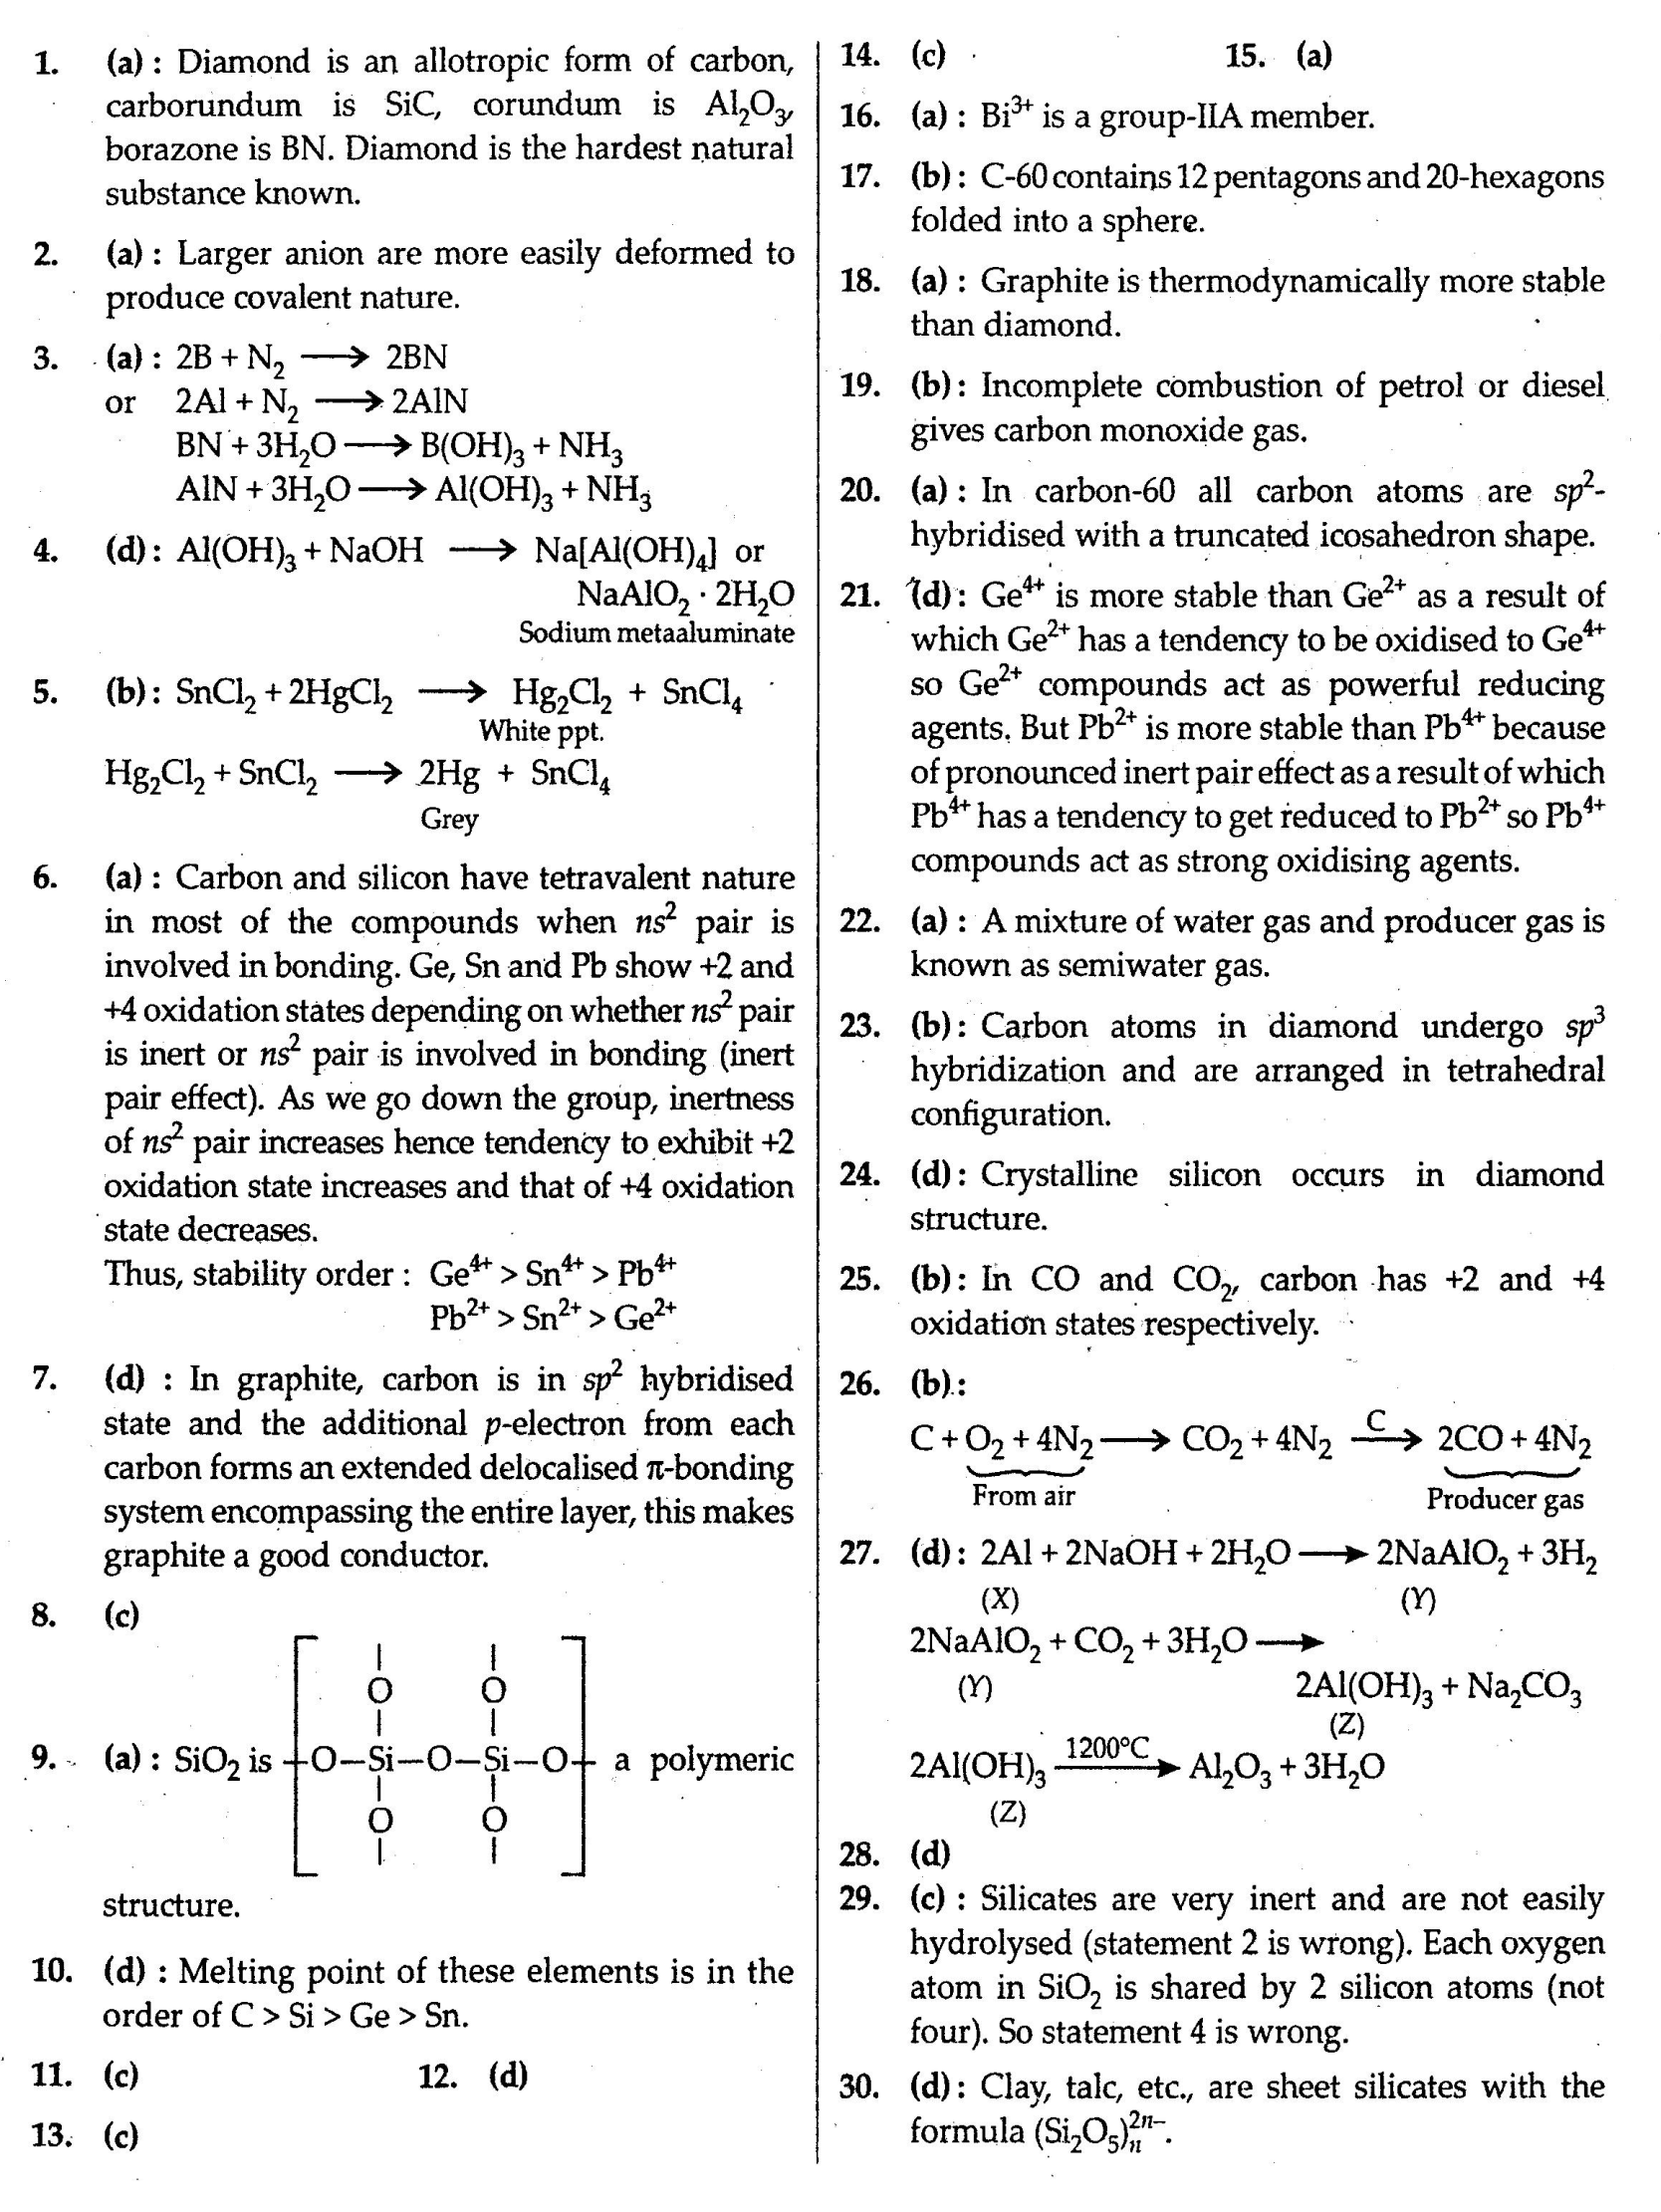 1. (a) : Diamond is an allotropic form of carbon,
carborundum is SiC, corundum is Al₂O₃,
borazone is BN. Diamond is the hardest natural
substance known.
2. (a) : Larger anion are more easily deformed to
produce covalent nature.
3. (a) : 2B + N₂ ⟶ 2BN
or 2Al + N₂ ⟶ 2AlN
BN + 3H₂O ⟶ B(OH)₃ + NH₃
AlN + 3H₂O ⟶ Al(OH)₃ + NH₃
4. (d) : Al(OH)₃ + NaOH ⟶ Na[Al(OH)₄] or
NaAlO₂ · 2H₂O
Sodium metaaluminate
5. (b) : SnCl₂ + 2HgCl₂ ⟶ Hg₂Cl₂ + SnCl₄
White ppt.
Hg₂Cl₂ + SnCl₂ ⟶ 2Hg + SnCl₄
Grey
6. (a) : Carbon and silicon have tetravalent nature
in most of the compounds when ns² pair is
involved in bonding. Ge, Sn and Pb show +2 and
+4 oxidation states depending on whether ns² pair
is inert or ns² pair is involved in bonding (inert
pair effect). As we go down the group, inertness
of ns² pair increases hence tendency to exhibit +2
oxidation state increases and that of +4 oxidation
state decreases.
Thus, stability order : Ge⁴⁺ > Sn⁴⁺ > Pb⁴⁺
Pb²⁺ > Sn²⁺ > Ge²⁺
7. (d) : In graphite, carbon is in sp² hybridised
state and the additional p-electron from each
carbon forms an extended delocalised π-bonding
system encompassing the entire layer, this makes
graphite a good conductor.
8. (c)
O O
9. (a) : SiO₂ is –O–Si–O–Si–O– a polymeric
O O
structure.
10. (d) : Melting point of these elements is in the
order of C > Si > Ge > Sn.
11. (c) 12. (d)
13. (c)
14. (c) 15. (a)
16. (a) : Bi³⁺ is a group-IIA member.
17. (b) : C-60 contains 12 pentagons and 20-hexagons
folded into a sphere.
18. (a) : Graphite is thermodynamically more stable
than diamond.
19. (b) : Incomplete combustion of petrol or diesel
gives carbon monoxide gas.
20. (a) : In carbon-60 all carbon atoms are sp²-
hybridised with a truncated icosahedron shape.
21. (d) : Ge⁴⁺ is more stable than Ge²⁺ as a result of
which Ge²⁺ has a tendency to be oxidised to Ge⁴⁺
so Ge²⁺ compounds act as powerful reducing
agents. But Pb²⁺ is more stable than Pb⁴⁺ because
of pronounced inert pair effect as a result of which
Pb⁴⁺ has a tendency to get reduced to Pb²⁺ so Pb⁴⁺
compounds act as strong oxidising agents.
22. (a) : A mixture of water gas and producer gas is
known as semiwater gas.
23. (b) : Carbon atoms in diamond undergo sp³
hybridization and are arranged in tetrahedral
configuration.
24. (d) : Crystalline silicon occurs in diamond
structure.
25. (b) : In CO and CO₂, carbon has +2 and +4
oxidation states respectively.
26. (b) :
C
C + O₂ + 4N₂ ⟶ CO₂ + 4N₂ ⟶ 2CO + 4N₂
From air Producer gas
27. (d) : 2Al + 2NaOH + 2H₂O ⟶ 2NaAlO₂ + 3H₂
(X) (Y)
2NaAlO₂ + CO₂ + 3H₂O ⟶
(Y) 2Al(OH)₃ + Na₂CO₃
(Z)
1200°C
2Al(OH)₃ ⟶ Al₂O₃ + 3H₂O
(Z)
28. (d)
29. (c) : Silicates are very inert and are not easily
hydrolysed (statement 2 is wrong). Each oxygen
atom in SiO₂ is shared by 2 silicon atoms (not
four). So statement 4 is wrong.
30. (d) : Clay, talc, etc., are sheet silicates with the
formula (Si₂O₅)ₙ²ⁿ⁻.